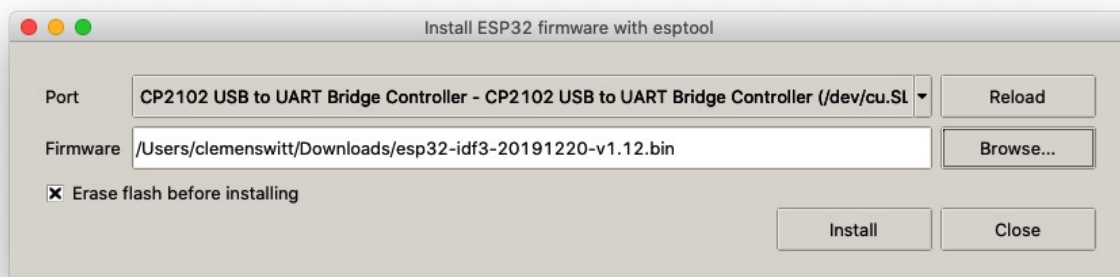 Install ESP32 firmware with esptool
Port CP2102 USB to UART Bridge Controller - CP2102 USB to UART Bridge Controller (/dev/cu.SL Reload
Firmware /Users/clemenswitt/Downloads/esp32-idf3-20191220-v1.12.bin Browse...
Erase flash before installing
Install Close